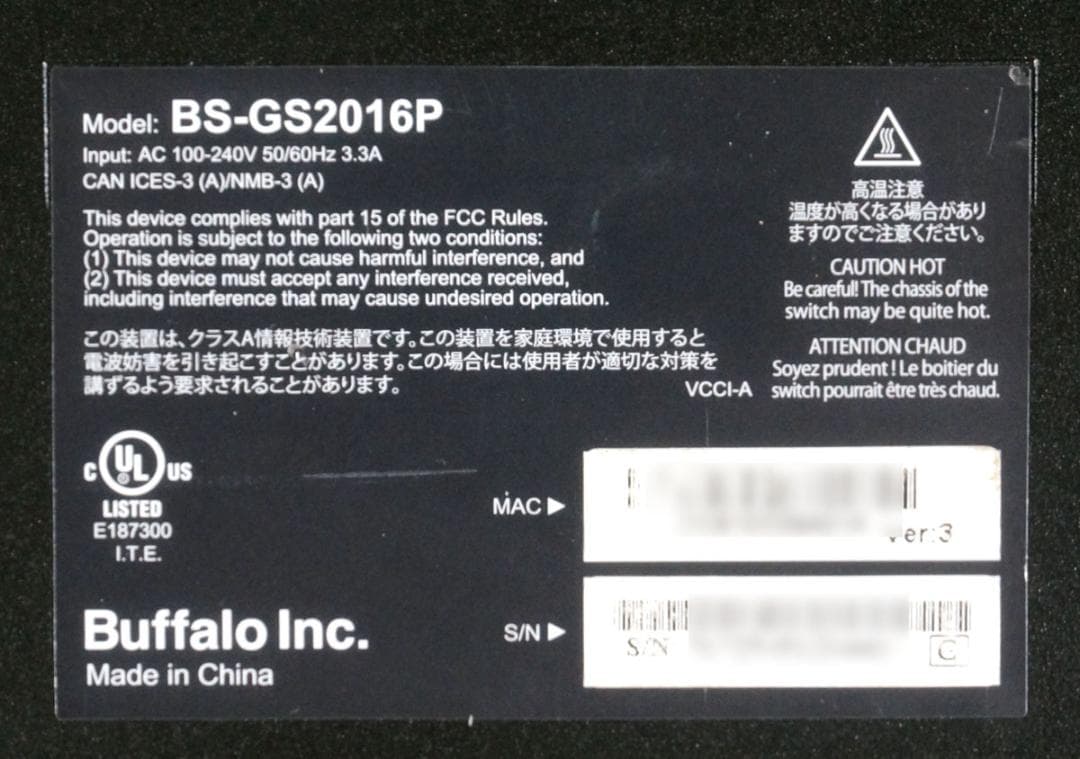 Model: BS-GS2016P
Input: AC 100-240V 50/60Hz 3.3A
CAN ICES-3 (A)/NMB-3 (A)
This device complies with part 15 of the FCC Rules.
Operation is subject to the following two conditions:
(1) This device may not cause harmful interference, and
(2) This device must accept any interference received,
including interference that may cause undesired operation.
この装置は、クラスA情報技術装置です。この装置を家庭環境で使用すると
電波妨害を引き起こすことがあります。この場合には使用者が適切な対策を
講ずるよう要求されることがあります。
VCCI-A
高温注意
温度が高くなる場合があり
ますのでご注意ください。
CAUTION HOT
Be careful! The chassis of the
switch may be quite hot.
ATTENTION CHAUD
Soyez prudent ! Le boitier du
switch pourrait être très chaud.
C UL US
LISTED
E187300
I.T.E.
MAC ▶
Ver:3
S/N ▶
S/N
C
Buffalo Inc.
Made in China